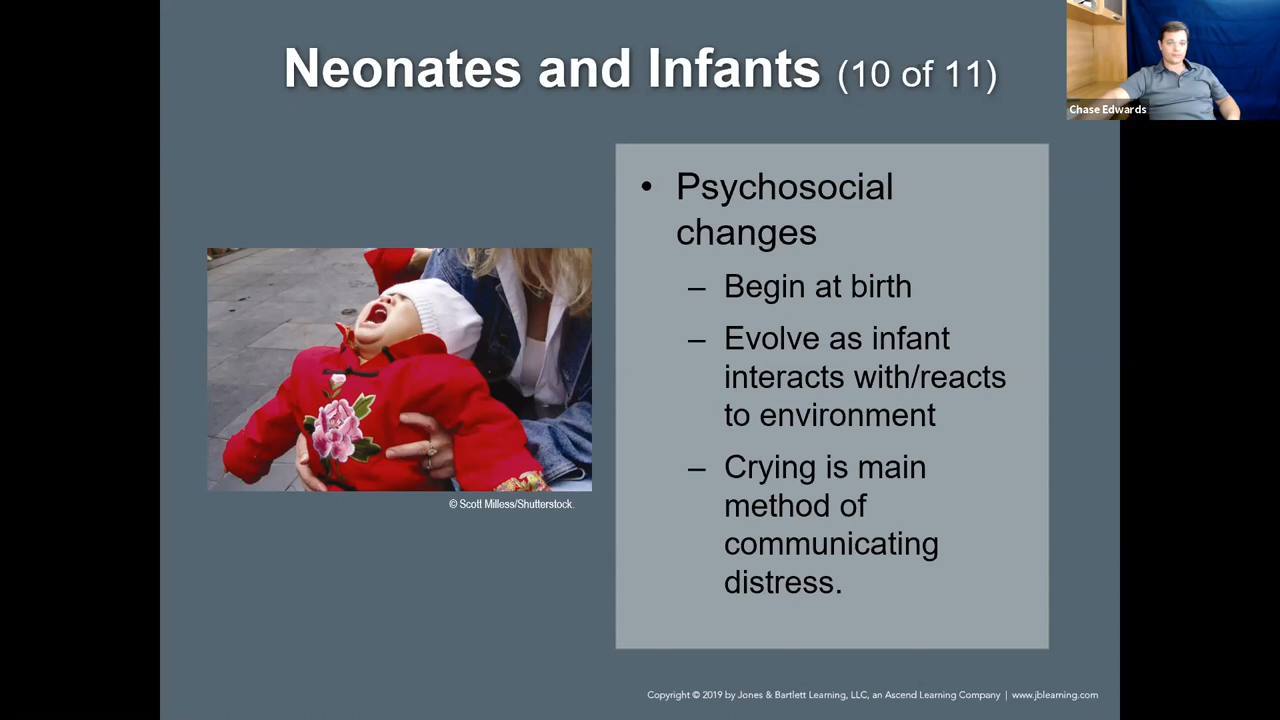 Neonates and Infants (10 of 11)
Chase Edwards
• Psychosocial
changes
– Begin at birth
– Evolve as infant
interacts with/reacts
to environment
– Crying is main
method of
communicating
distress.
© Scott Milless/Shutterstock.
Copyright © 2019 by Jones & Bartlett Learning, LLC, an Ascend Learning Company | www.jblearning.com